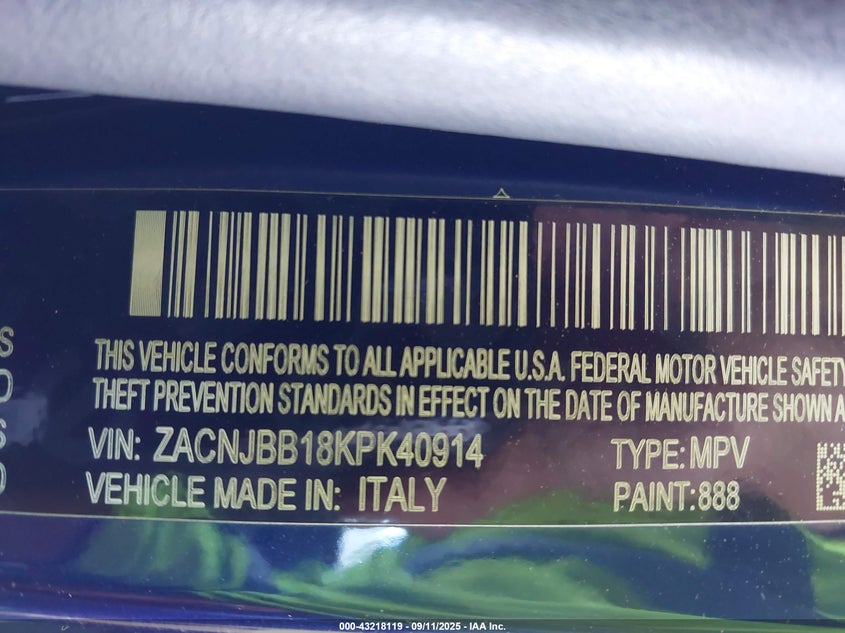 THIS VEHICLE CONFORMS TO ALL APPLICABLE U.S.A. FEDERAL MOTOR VEHICLE SAFETY
THEFT PREVENTION STANDARDS IN EFFECT ON THE DATE OF MANUFACTURE SHOWN A
VIN: ZACNJBB18KPK40914 TYPE: MPV
VEHICLE MADE IN: ITALY PAINT: 888
000-43218119 - 09/11/2025 - IAA Inc.